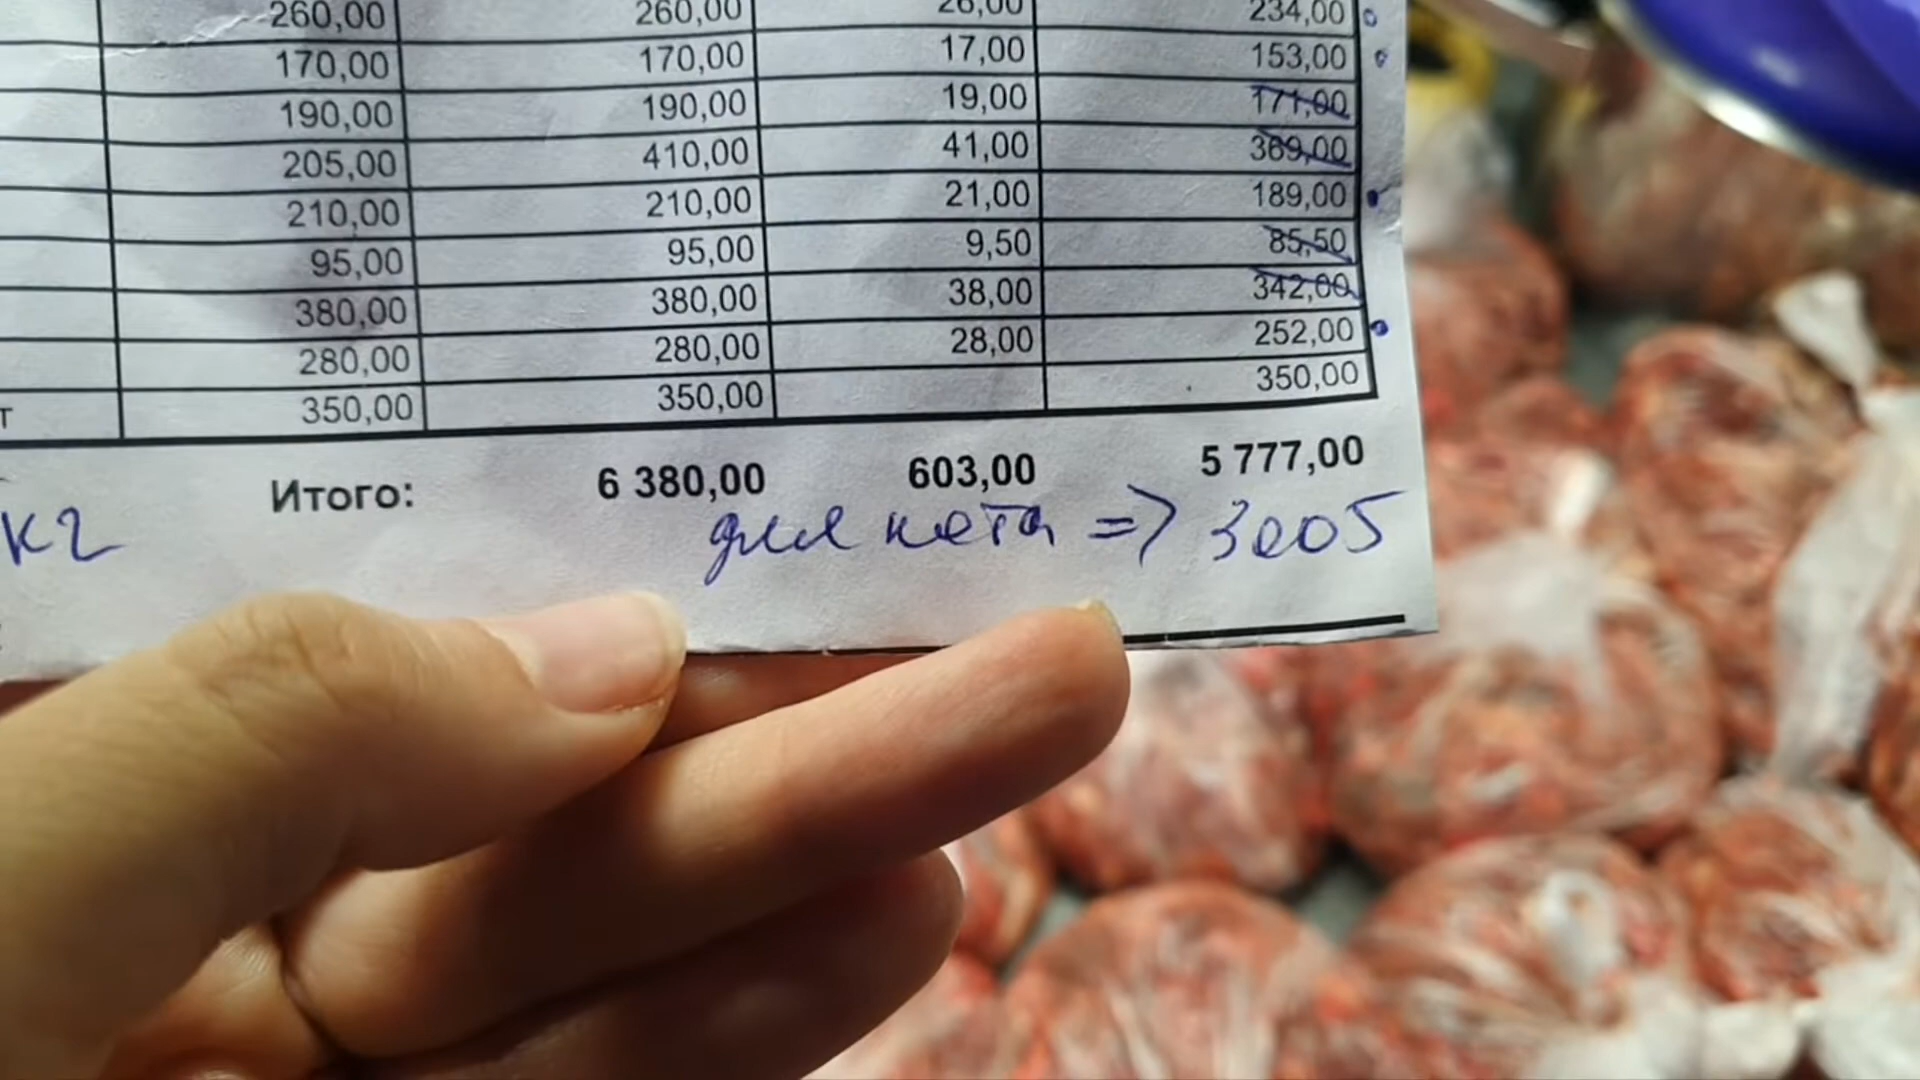 260,00 260,00 26,00 234,00
170,00 170,00 17,00 153,00
190,00 190,00 19,00 171,00
205,00 410,00 41,00 369,00
210,00 210,00 21,00 189,00
95,00 95,00 9,50 85,50
380,00 380,00 38,00 342,00
280,00 280,00 28,00 252,00
т 350,00 350,00 350,00
Итого: 6 380,00 603,00 5 777,00
кг для кета => 3005